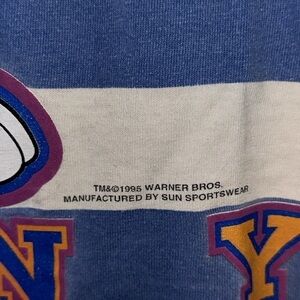 TM&©1995 WARNER BROS.
MANUFACTURED BY SUN SPORTSWEAR
N Y